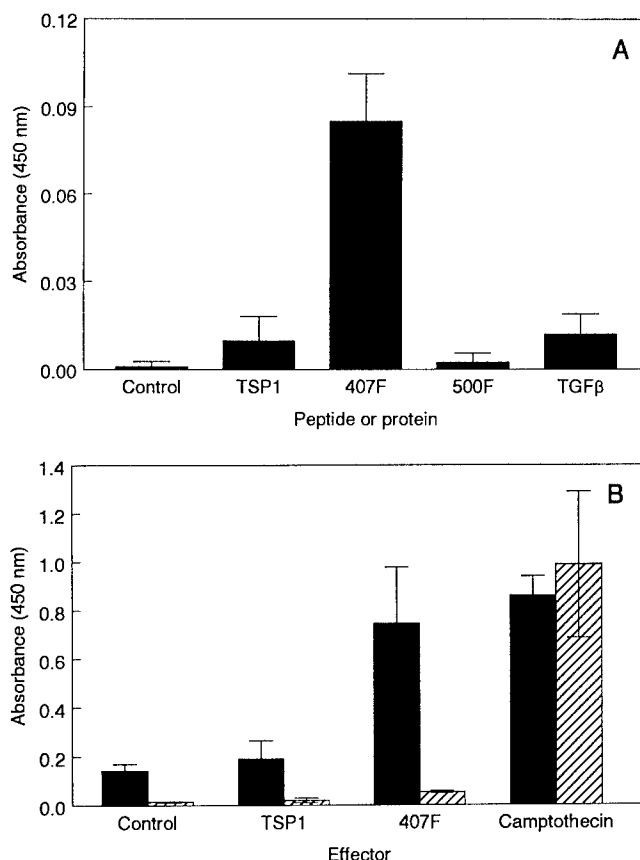 A
Absorbance (450 nm)
0.12
0.09
0.06
0.03
0.00
Control TSP1 407F 500F TGFβ
Peptide or protein
B
Absorbance (450 nm)
1.4
1.2
1.0
0.8
0.6
0.4
0.2
0.0
Control TSP1 407F Camptothecin
Effector